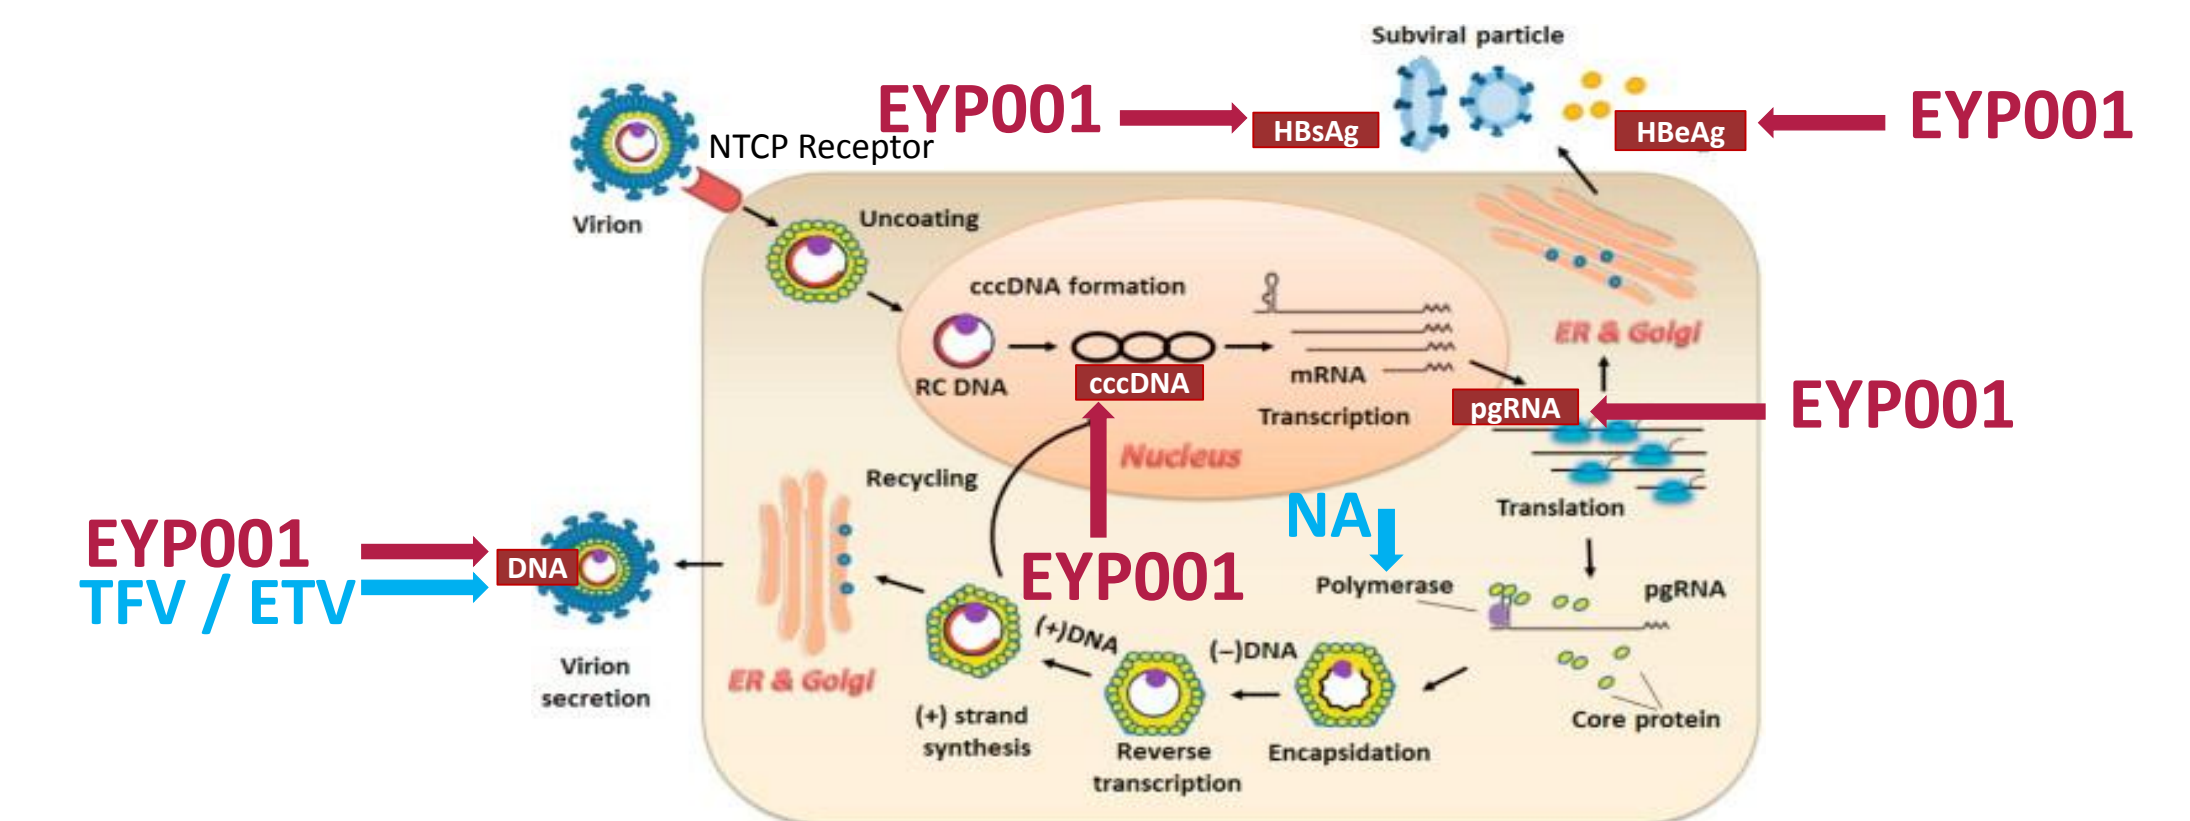 Subviral particle
EYP001
HBsAg
HBeAg
EYP001
NTCP Receptor
Virion
Uncoating
cccDNA formation
RC DNA
cccDNA
mRNA
Transcription
Nucleus
ER & Golgi
pgRNA
EYP001
Translation
Recycling
NA
EYP001
TFV / ETV
DNA
EYP001
Polymerase
pgRNA
Core protein
(+)DNA
(–)DNA
Virion
secretion
ER & Golgi
(+) strand
synthesis
Reverse
transcription
Encapsidation